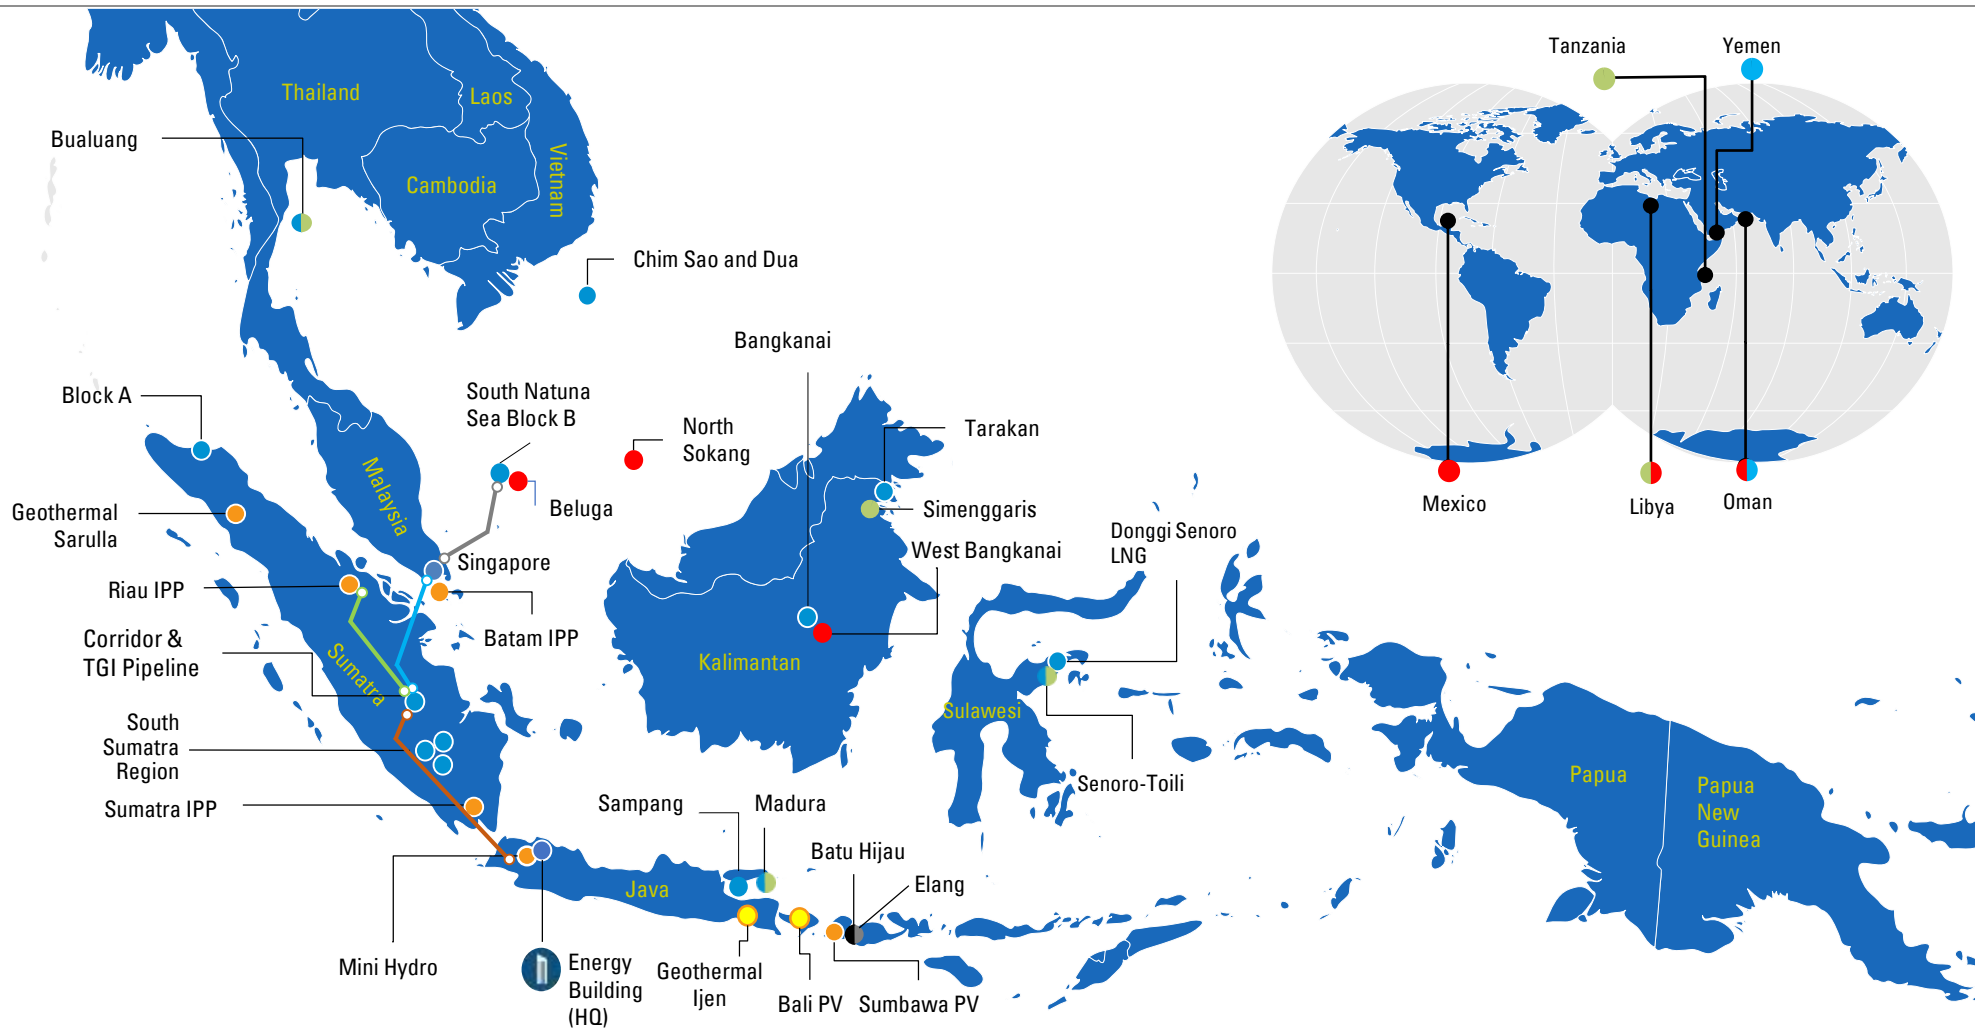 Tanzania
Yemen
Thailand
Laos
Bualuang
Vietnam
Cambodia
Chim Sao and Dua
Bangkanai
Block A
South Natuna
Sea Block B
North
Sokang
Tarakan
Malaysia
Mexico
Libya
Oman
Geothermal
Sarulla
Beluga
Simenggaris
Donggi Senoro
LNG
West Bangkanai
Singapore
Riau IPP
Batam IPP
Corridor &
TGI Pipeline
Sumatra
Kalimantan
Sulawesi
South
Sumatra
Region
Senoro-Toili
Papua
Papua
New
Guinea
Sumatra IPP
Sampang
Madura
Batu Hijau
Elang
Java
Mini Hydro
Energy
Building
(HQ)
Geothermal
Ijen
Bali PV
Sumbawa PV